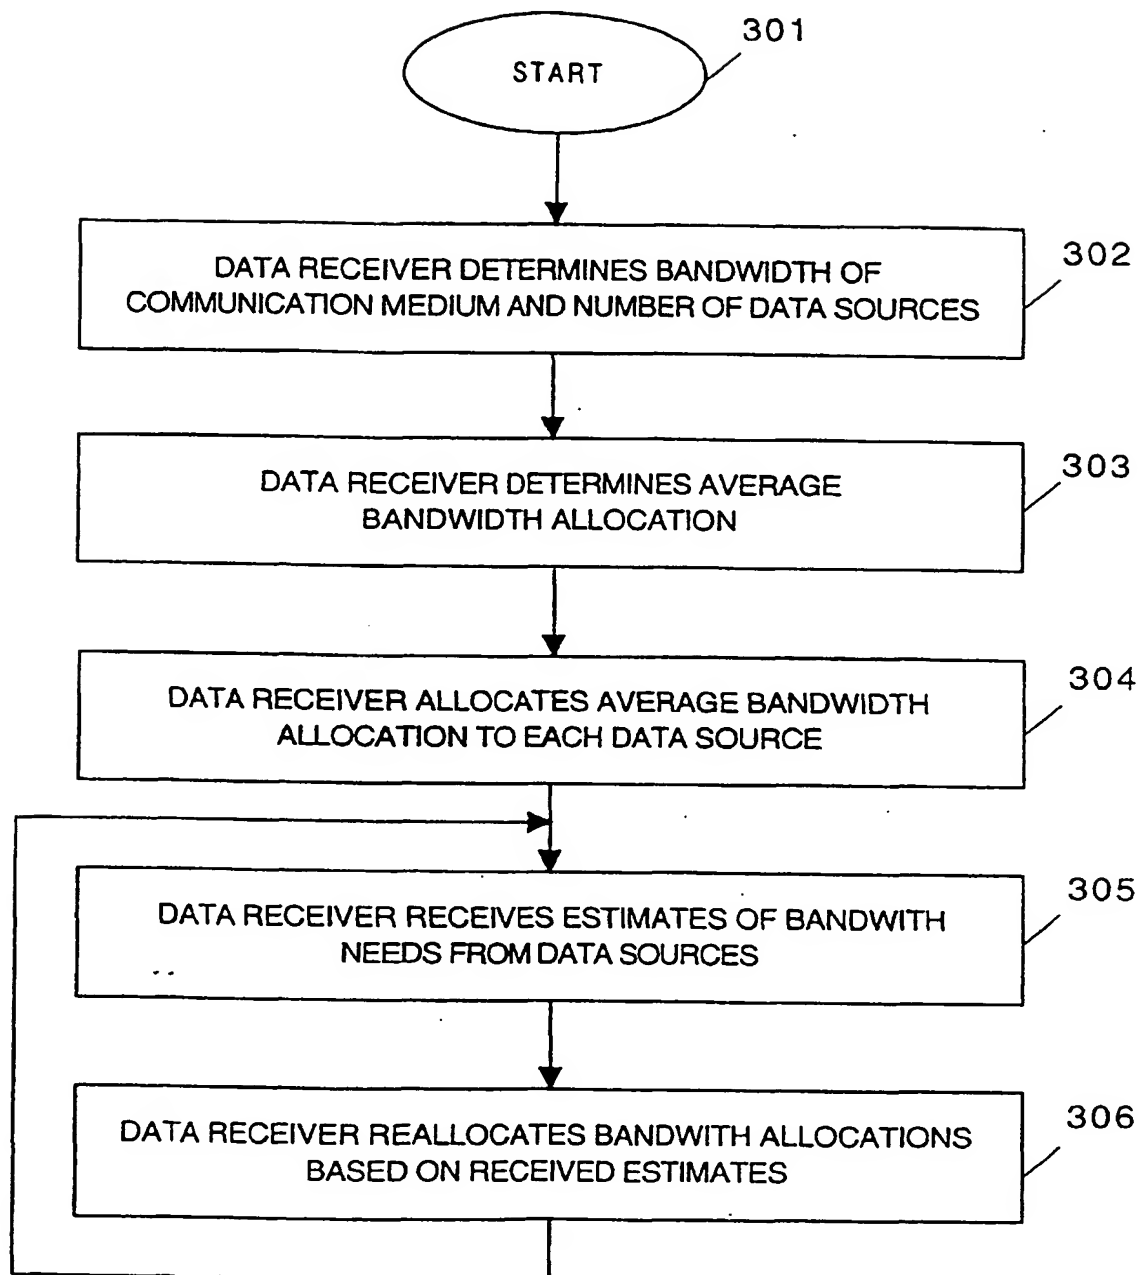 301
START
302
DATA RECEIVER DETERMINES BANDWIDTH OF
COMMUNICATION MEDIUM AND NUMBER OF DATA SOURCES
303
DATA RECEIVER DETERMINES AVERAGE
BANDWIDTH ALLOCATION
304
DATA RECEIVER ALLOCATES AVERAGE BANDWIDTH
ALLOCATION TO EACH DATA SOURCE
305
DATA RECEIVER RECEIVES ESTIMATES OF BANDWITH
NEEDS FROM DATA SOURCES
306
DATA RECEIVER REALLOCATES BANDWITH ALLOCATIONS
BASED ON RECEIVED ESTIMATES